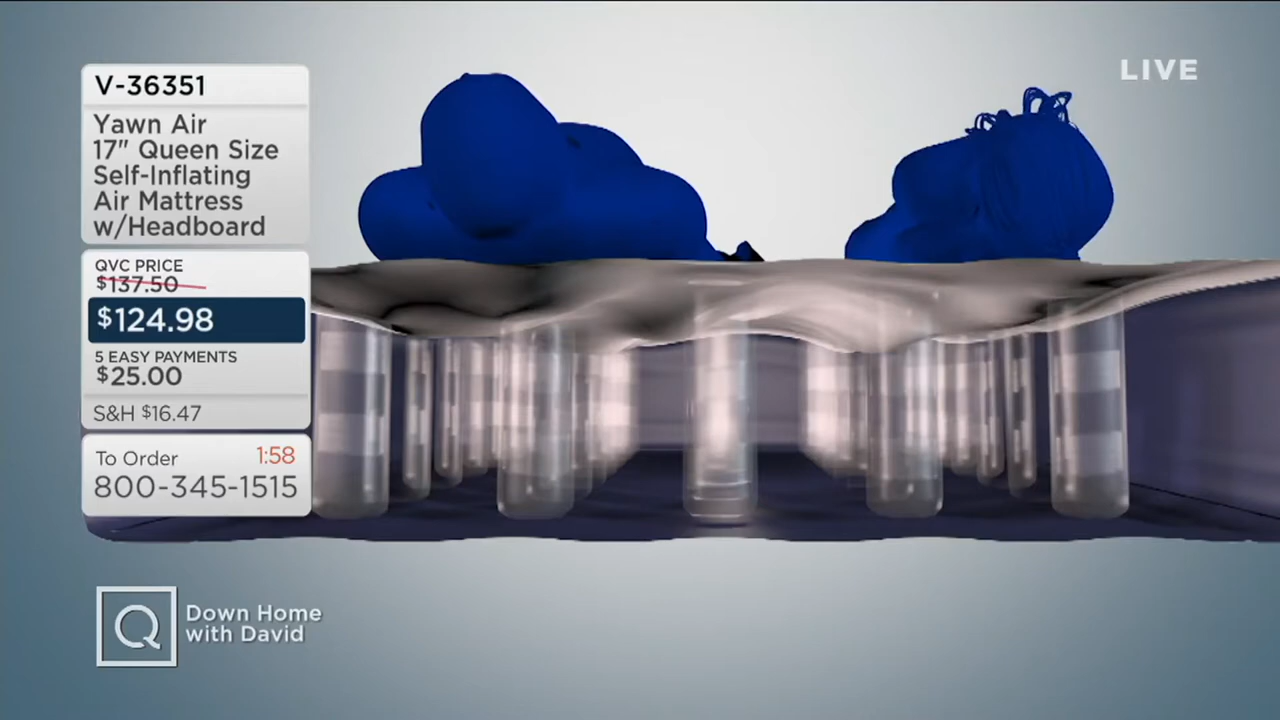 V-36351
Yawn Air
17" Queen Size
Self-Inflating
Air Mattress
w/Headboard
QVC PRICE
$137.50
$124.98
5 EASY PAYMENTS
$25.00
S&H $16.47
To Order 1:58
800-345-1515
LIVE
Q
Down Home
with David